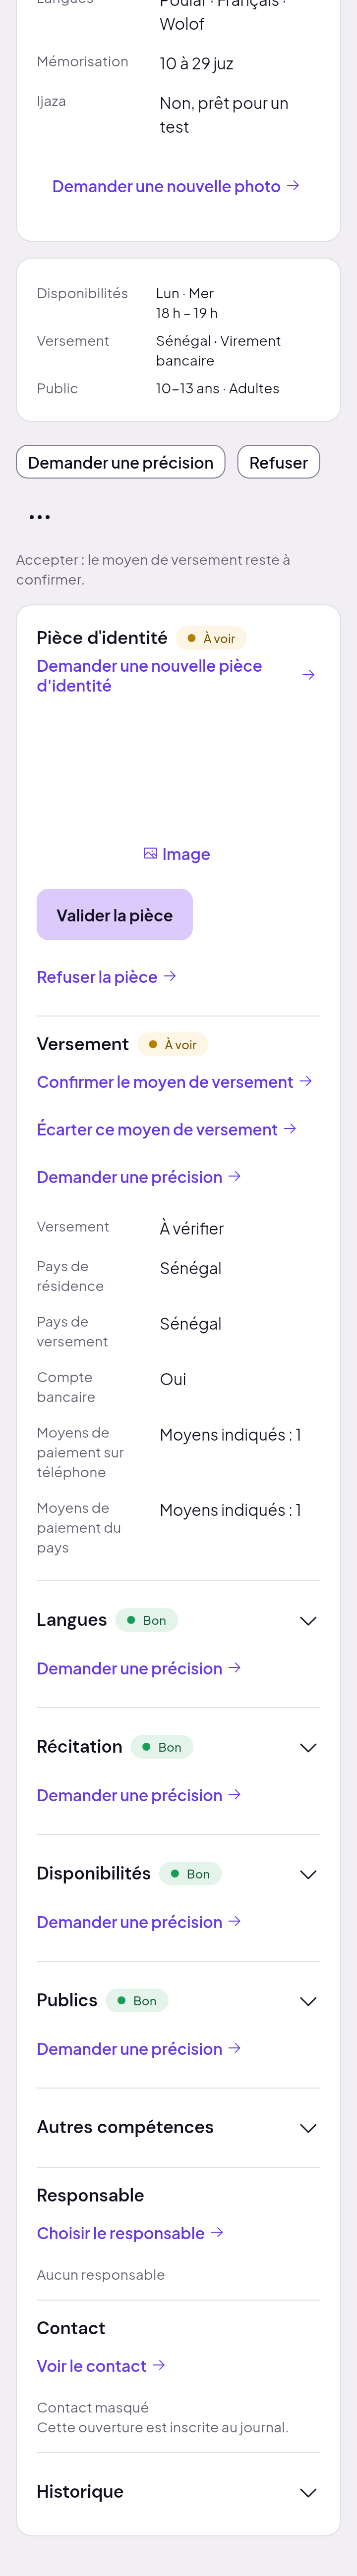 Langues
Poular · Français ·
Wolof
Mémorisation
10 à 29 juz
Ijaza
Non, prêt pour un
test
Demander une nouvelle photo →
Disponibilités
Lun · Mer
18 h – 19 h
Versement
Sénégal · Virement
bancaire
Public
10–13 ans · Adultes
Demander une précision
Refuser
...
Accepter : le moyen de versement reste à
confirmer.
Pièce d'identité
À voir
Demander une nouvelle pièce
d'identité →
Image
Valider la pièce
Refuser la pièce →
Versement
À voir
Confirmer le moyen de versement →
Écarter ce moyen de versement →
Demander une précision →
Versement
À vérifier
Pays de
résidence
Sénégal
Pays de
versement
Sénégal
Compte
bancaire
Oui
Moyens de
paiement sur
téléphone
Moyens indiqués : 1
Moyens de
paiement du
pays
Moyens indiqués : 1
Langues
Bon
Demander une précision →
Récitation
Bon
Demander une précision →
Disponibilités
Bon
Demander une précision →
Publics
Bon
Demander une précision →
Autres compétences
Responsable
Choisir le responsable →
Aucun responsable
Contact
Voir le contact →
Contact masqué
Cette ouverture est inscrite au journal.
Historique